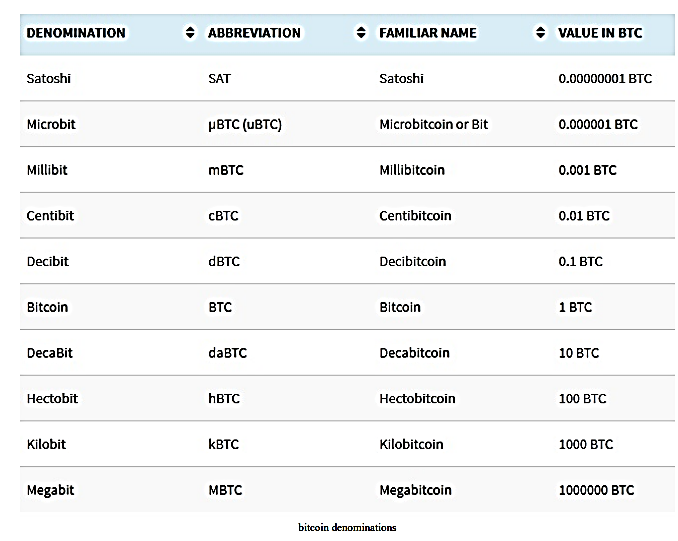 DENOMINATION ABBREVIATION FAMILIAR NAME VALUE IN BTC
Satoshi SAT Satoshi 0.00000001 BTC
Microbit μBTC (uBTC) Microbitcoin or Bit 0.000001 BTC
Millibit mBTC Millibitcoin 0.001 BTC
Centibit cBTC Centibitcoin 0.01 BTC
Decibit dBTC Decibitcoin 0.1 BTC
Bitcoin BTC Bitcoin 1 BTC
DecaBit daBTC Decabitcoin 10 BTC
Hectobit hBTC Hectobitcoin 100 BTC
Kilobit kBTC Kilobitcoin 1000 BTC
Megabit MBTC Megabitcoin 1000000 BTC
bitcoin denominations